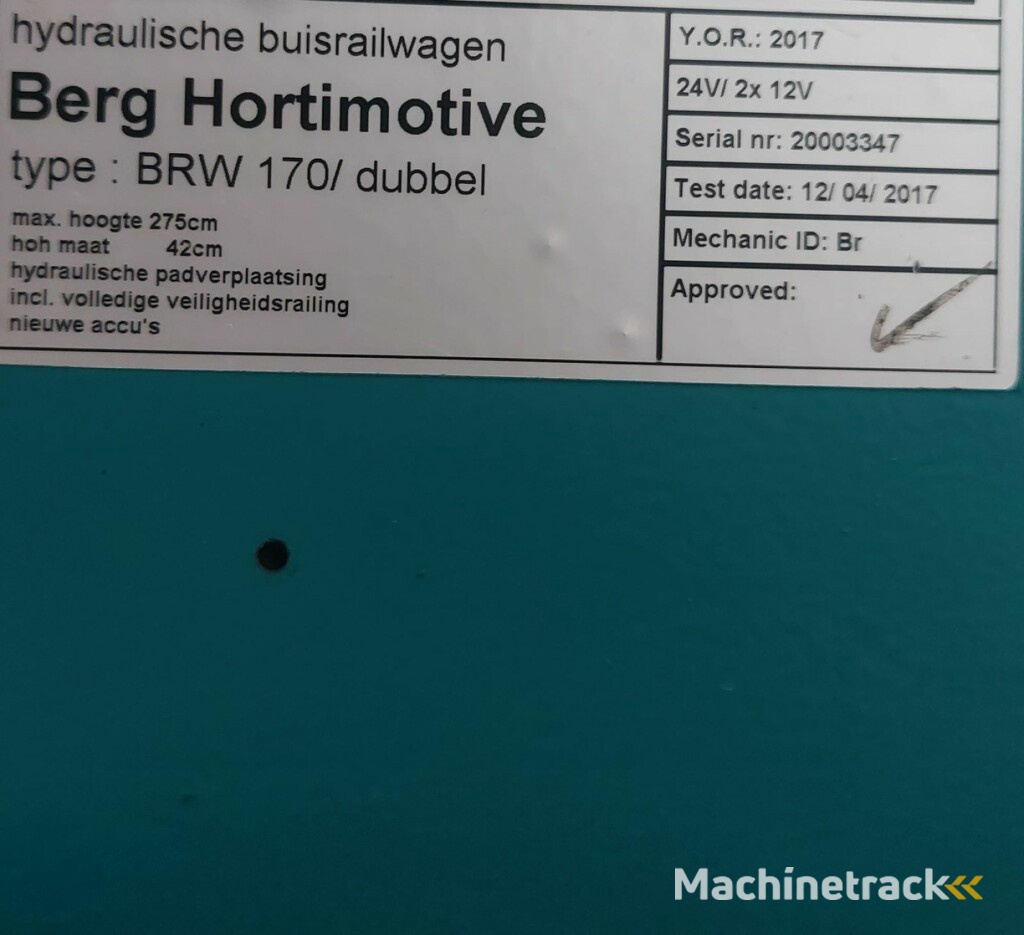 hydraulische buisrailwagen
Berg Hortimotive
type : BRW 170/ dubbel
max. hoogte 275cm
hoh maat 42cm
hydraulische padverplaatsing
incl. volledige veiligheidsrailing
nieuwe accu's
Y.O.R.: 2017
24V/ 2x 12V
Serial nr: 20003347
Test date: 12/ 04/ 2017
Mechanic ID: Br
Approved:
Machinetrack